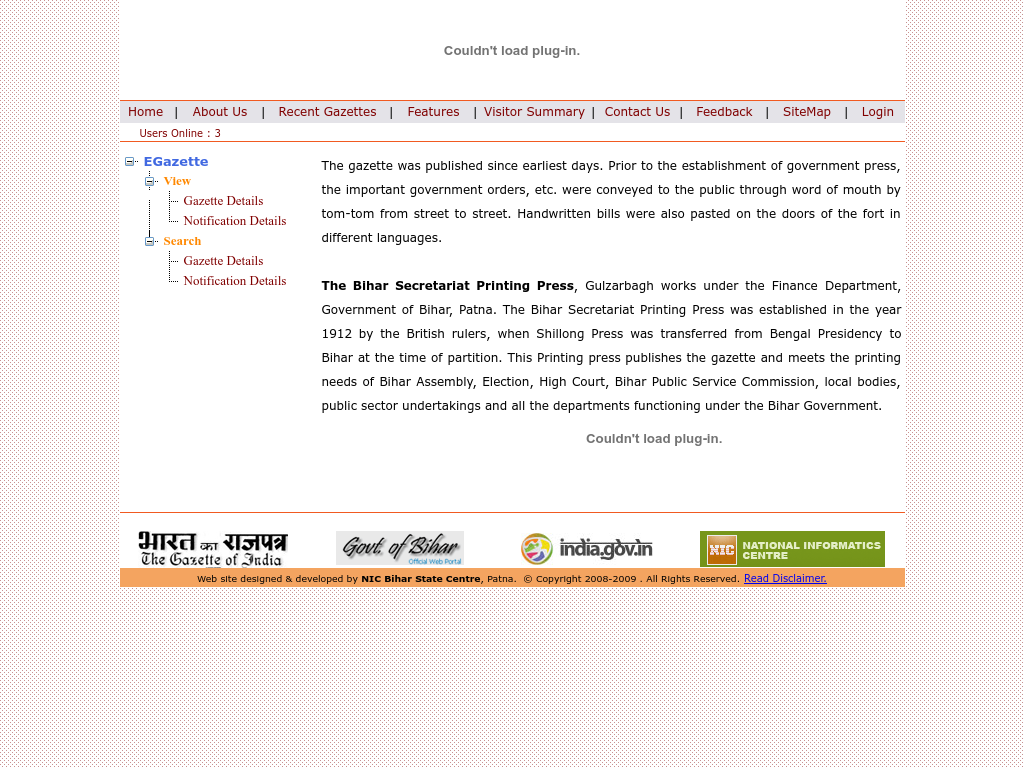 Couldn't load plug-in.
Home | About Us | Recent Gazettes | Features | Visitor Summary | Contact Us | Feedback | SiteMap | Login
Users Online : 3
EGazette
View
Gazette Details
Notification Details
Search
Gazette Details
Notification Details
The gazette was published since earliest days. Prior to the establishment of government press,
the important government orders, etc. were conveyed to the public through word of mouth by
tom-tom from street to street. Handwritten bills were also pasted on the doors of the fort in
different languages.
The Bihar Secretariat Printing Press, Gulzarbagh works under the Finance Department,
Government of Bihar, Patna. The Bihar Secretariat Printing Press was established in the year
1912 by the British rulers, when Shillong Press was transferred from Bengal Presidency to
Bihar at the time of partition. This Printing press publishes the gazette and meets the printing
needs of Bihar Assembly, Election, High Court, Bihar Public Service Commission, local bodies,
public sector undertakings and all the departments functioning under the Bihar Government.
Couldn't load plug-in.
भारत का राजपत्र
The Gazette of India
Govt. of Bihar
Official Web Portal
india.gov.in
NIC
NATIONAL INFORMATICS
CENTRE
Web site designed & developed by NIC Bihar State Centre, Patna. © Copyright 2008-2009 . All Rights Reserved. Read Disclaimer.